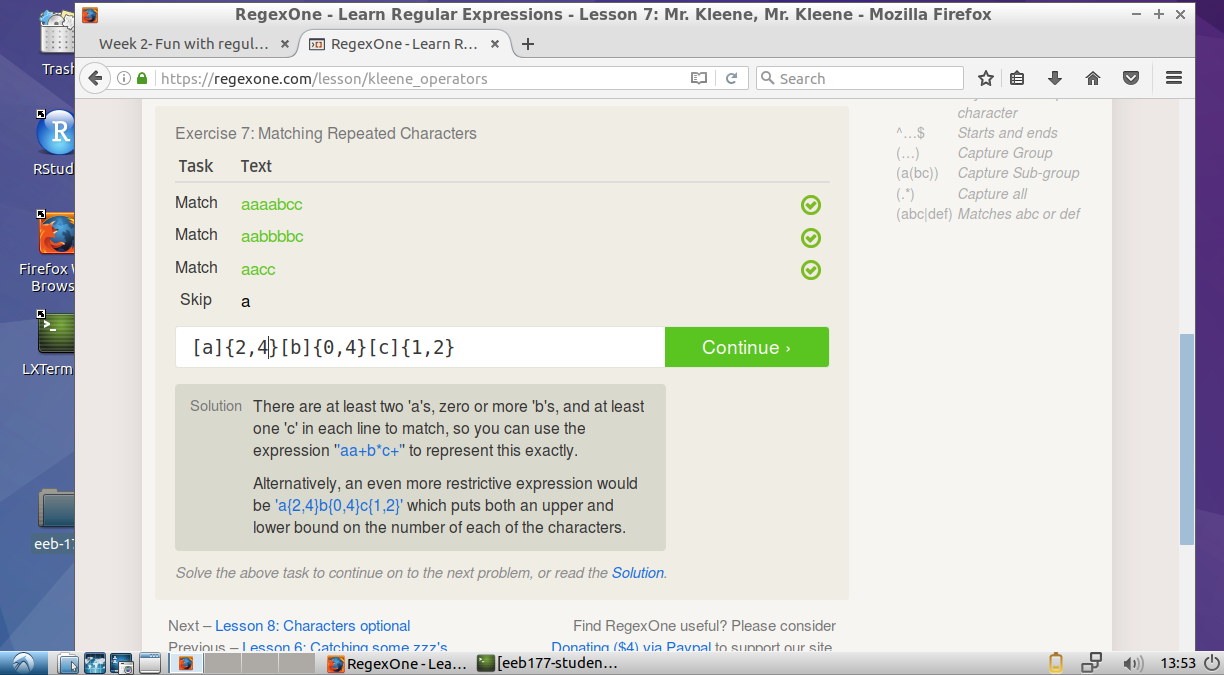 RegexOne - Learn Regular Expressions - Lesson 7: Mr. Kleene, Mr. Kleene - Mozilla Firefox
Week 2- Fun with regul... × RegexOne - Learn R... ×
https://regexone.com/lesson/kleene_operators Search
Trash
RStud
Firefox W
Brows
LXTerm
eeb-17
Exercise 7: Matching Repeated Characters
Task Text
Match aaaabcc
Match aabbbbc
Match aacc
Skip a
[a]{2,4}[b]{0,4}[c]{1,2} Continue ›
Solution There are at least two 'a's, zero or more 'b's, and at least
one 'c' in each line to match, so you can use the
expression "aa+b*c+" to represent this exactly.
Alternatively, an even more restrictive expression would
be 'a{2,4}b{0,4}c{1,2}' which puts both an upper and
lower bound on the number of each of the characters.
Solve the above task to continue on to the next problem, or read the Solution.
Next – Lesson 8: Characters optional
Previous – Lesson 6: Catching some zzz's
Find RegexOne useful? Please consider
Donating ($4) via Paypal to support our site
character
^...$ Starts and ends
(...) Capture Group
(a(bc)) Capture Sub-group
(.*) Capture all
(abc|def) Matches abc or def
RegexOne - Lea... [eeb177-studen... 13:53